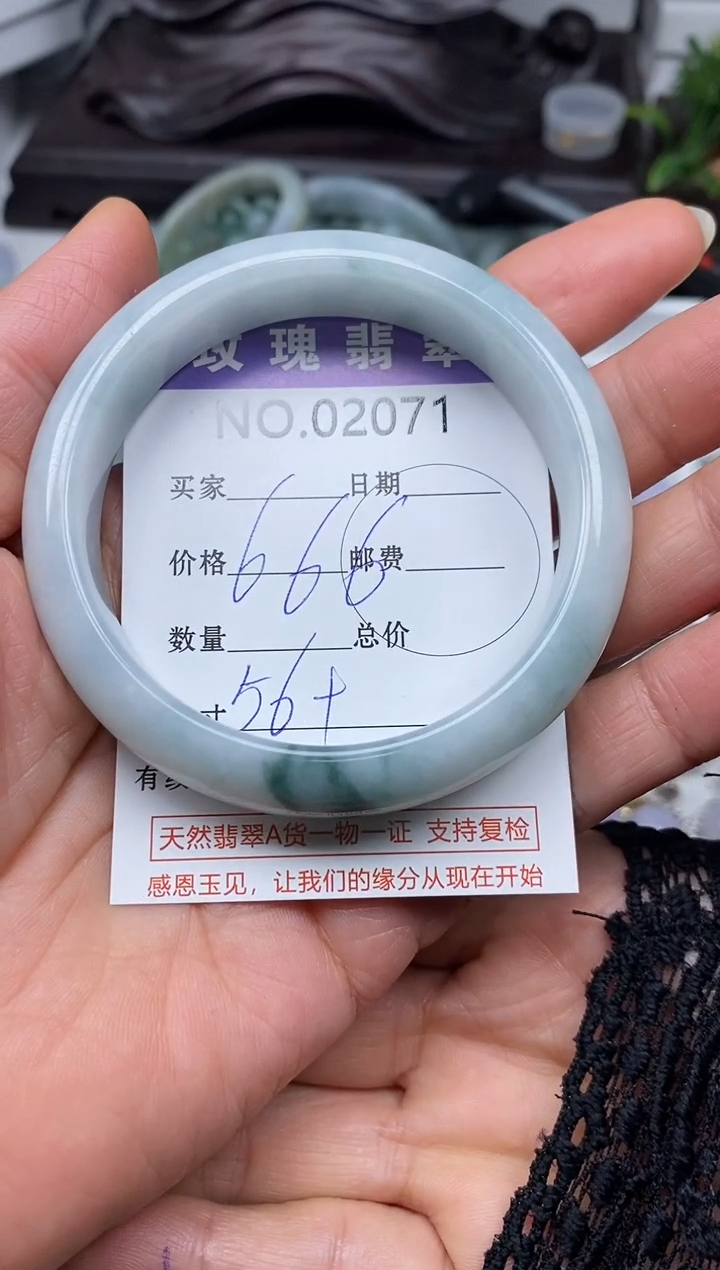 玫瑰翡翠
NO.02071
买家 日期
价格 666 邮费
数量 总价
寸 56+
有
天然翡翠A货一物一证 支持复检
感恩玉见，让我们的缘分从现在开始